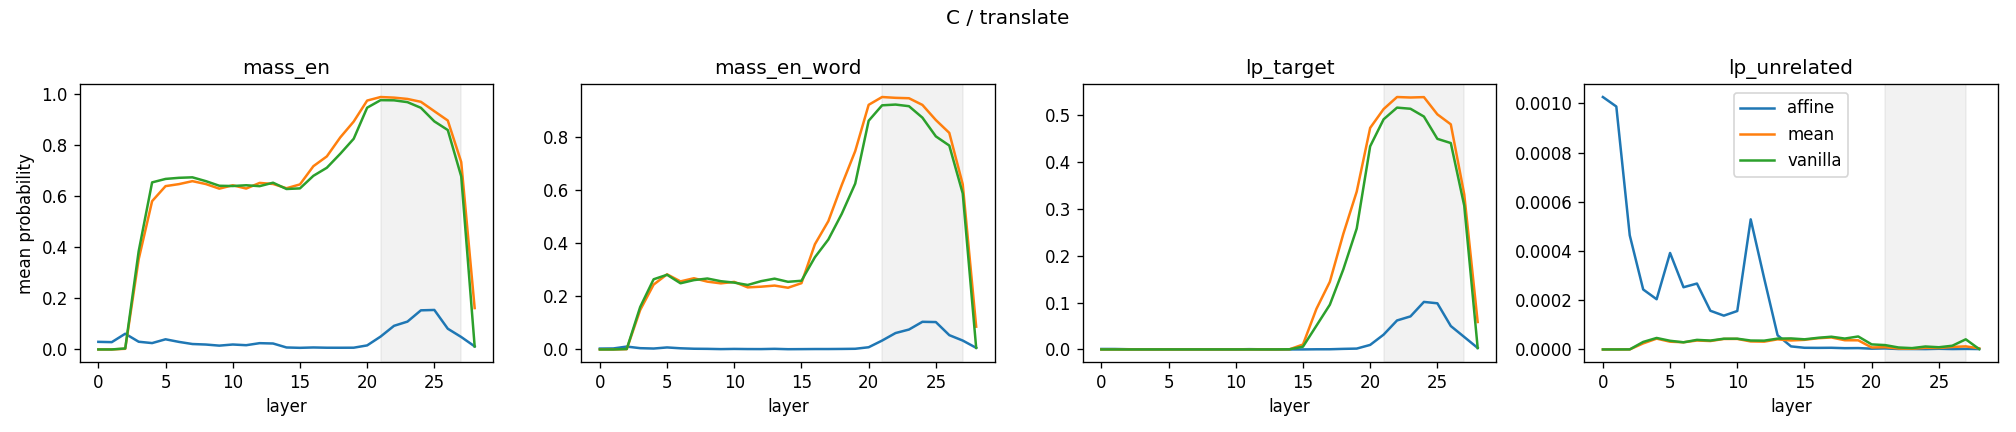 C / translate
mass_en
mean probability
1.0
0.8
0.6
0.4
0.2
0.0
0 5 10 15 20 25
layer
mass_en_word
0.8
0.6
0.4
0.2
0.0
0 5 10 15 20 25
layer
lp_target
0.5
0.4
0.3
0.2
0.1
0.0
0 5 10 15 20 25
layer
lp_unrelated
0.0010
0.0008
0.0006
0.0004
0.0002
0.0000
affine
mean
vanilla
0 5 10 15 20 25
layer